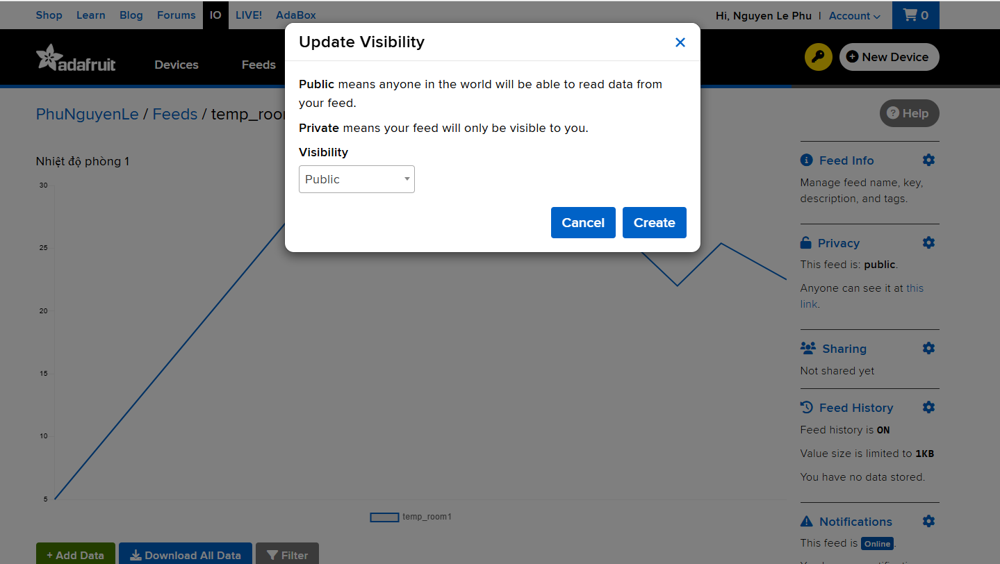 Shop Learn Blog Forums IO LIVE! AdaBox
Hi, Nguyen Le Phu | Account 0
adafruit Devices Feeds
New Device
Update Visibility
Public means anyone in the world will be able to read data from
your feed.
Private means your feed will only be visible to you.
Visibility
Public
Cancel Create
PhuNguyenLe / Feeds /
? Help
Nhiệt độ phòng 1
30
25
20
15
10
5
temp_room1
+ Add Data Download All Data Filter
Feed Info
Manage feed name, key,
description, and tags.
Privacy
This feed is: public.
Anyone can see it at this
link.
Sharing
Not shared yet
Feed History
Feed history is ON
Value size is limited to 1KB
You have no data stored.
Notifications
This feed is Online.